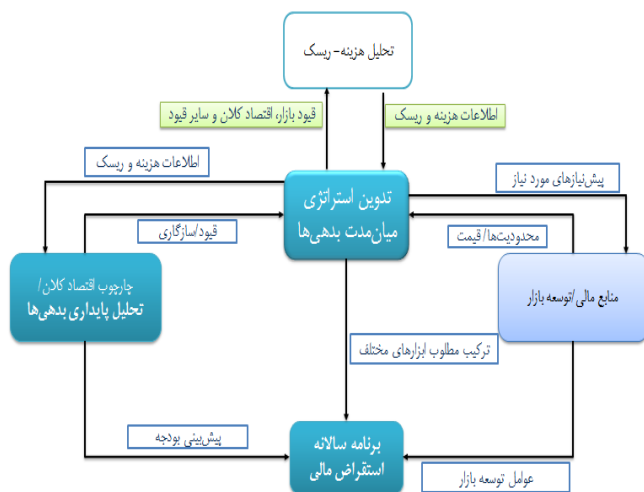 تحلیل هزینه- ریسک
قیود بازار، اقتصاد کلان و سایر قیود
اطلاعات هزینه و ریسک
اطلاعات هزینه و ریسک
پیش‌نیازهای مورد نیاز
تدوین استراتژی
میان‌مدت بدهی‌ها
قیود/سازگاری
محدودیت‌ها/ قیمت
چارچوب اقتصاد کلان/
تحلیل پایداری بدهی‌ها
منابع مالی/توسعه بازار
ترکیب مطلوب ابزارهای مختلف
پیش‌بینی بودجه
برنامه سالانه
استقراض مالی
عوامل توسعه بازار